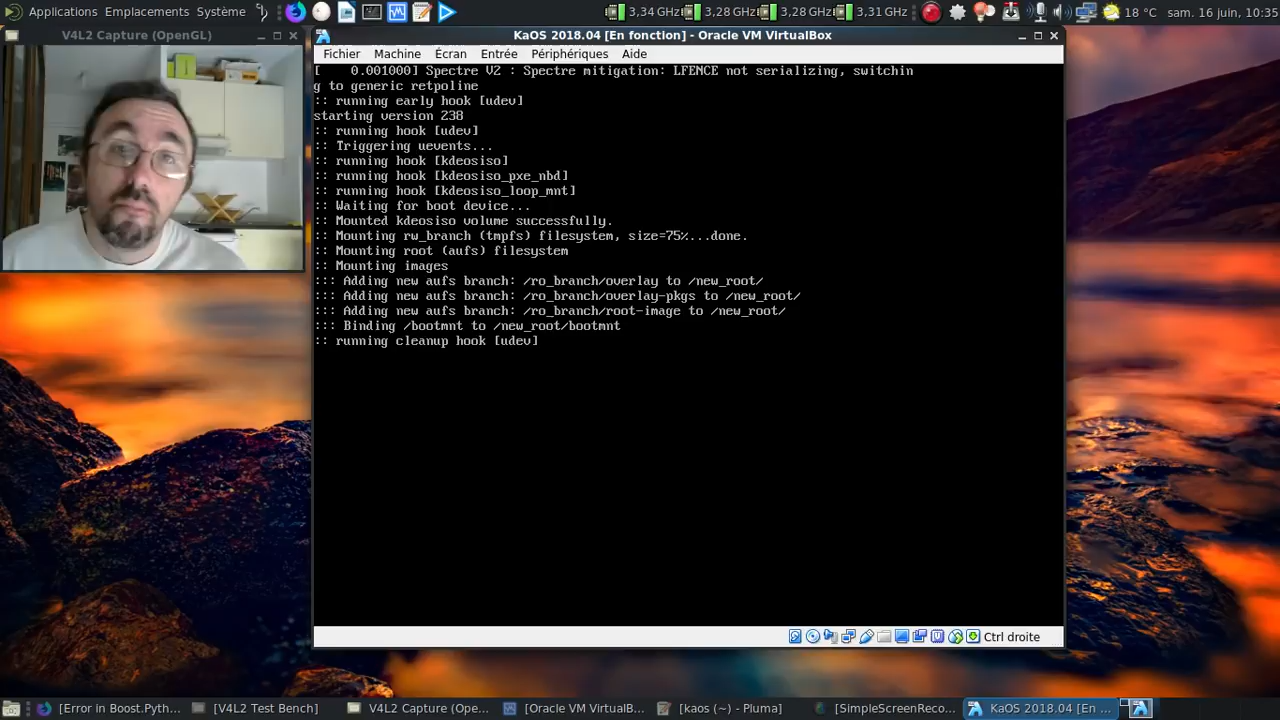 Applications Emplacements Système
3,34 GHz 3,28 GHz 3,28 GHz 3,31 GHz
18 °C sam. 16 juin, 10:35
V4L2 Capture (OpenGL)
KaOS 2018.04 [En fonction] - Oracle VM VirtualBox
Fichier Machine Écran Entrée Périphériques Aide
[    0.001000] Spectre V2 : Spectre mitigation: LFENCE not serializing, switchin
g to generic retpoline
:: running early hook [udev]
starting version 238
:: running hook [udev]
:: Triggering uevents...
:: running hook [kdeosiso]
:: running hook [kdeosiso_pxe_nbd]
:: running hook [kdeosiso_loop_mnt]
:: Waiting for boot device...
:: Mounted kdeosiso volume successfully.
:: Mounting rw_branch (tmpfs) filesystem, size=75%...done.
:: Mounting root (aufs) filesystem
:: Mounting images
::: Adding new aufs branch: /ro_branch/overlay to /new_root/
::: Adding new aufs branch: /ro_branch/overlay-pkgs to /new_root/
::: Adding new aufs branch: /ro_branch/root-image to /new_root/
::: Binding /bootmnt to /new_root/bootmnt
:: running cleanup hook [udev]
Ctrl droite
[Error in Boost.Pyth... [V4L2 Test Bench] V4L2 Capture (Ope... [Oracle VM VirtualB... [kaos (~) - Pluma] [SimpleScreenReco... KaOS 2018.04 [En ...